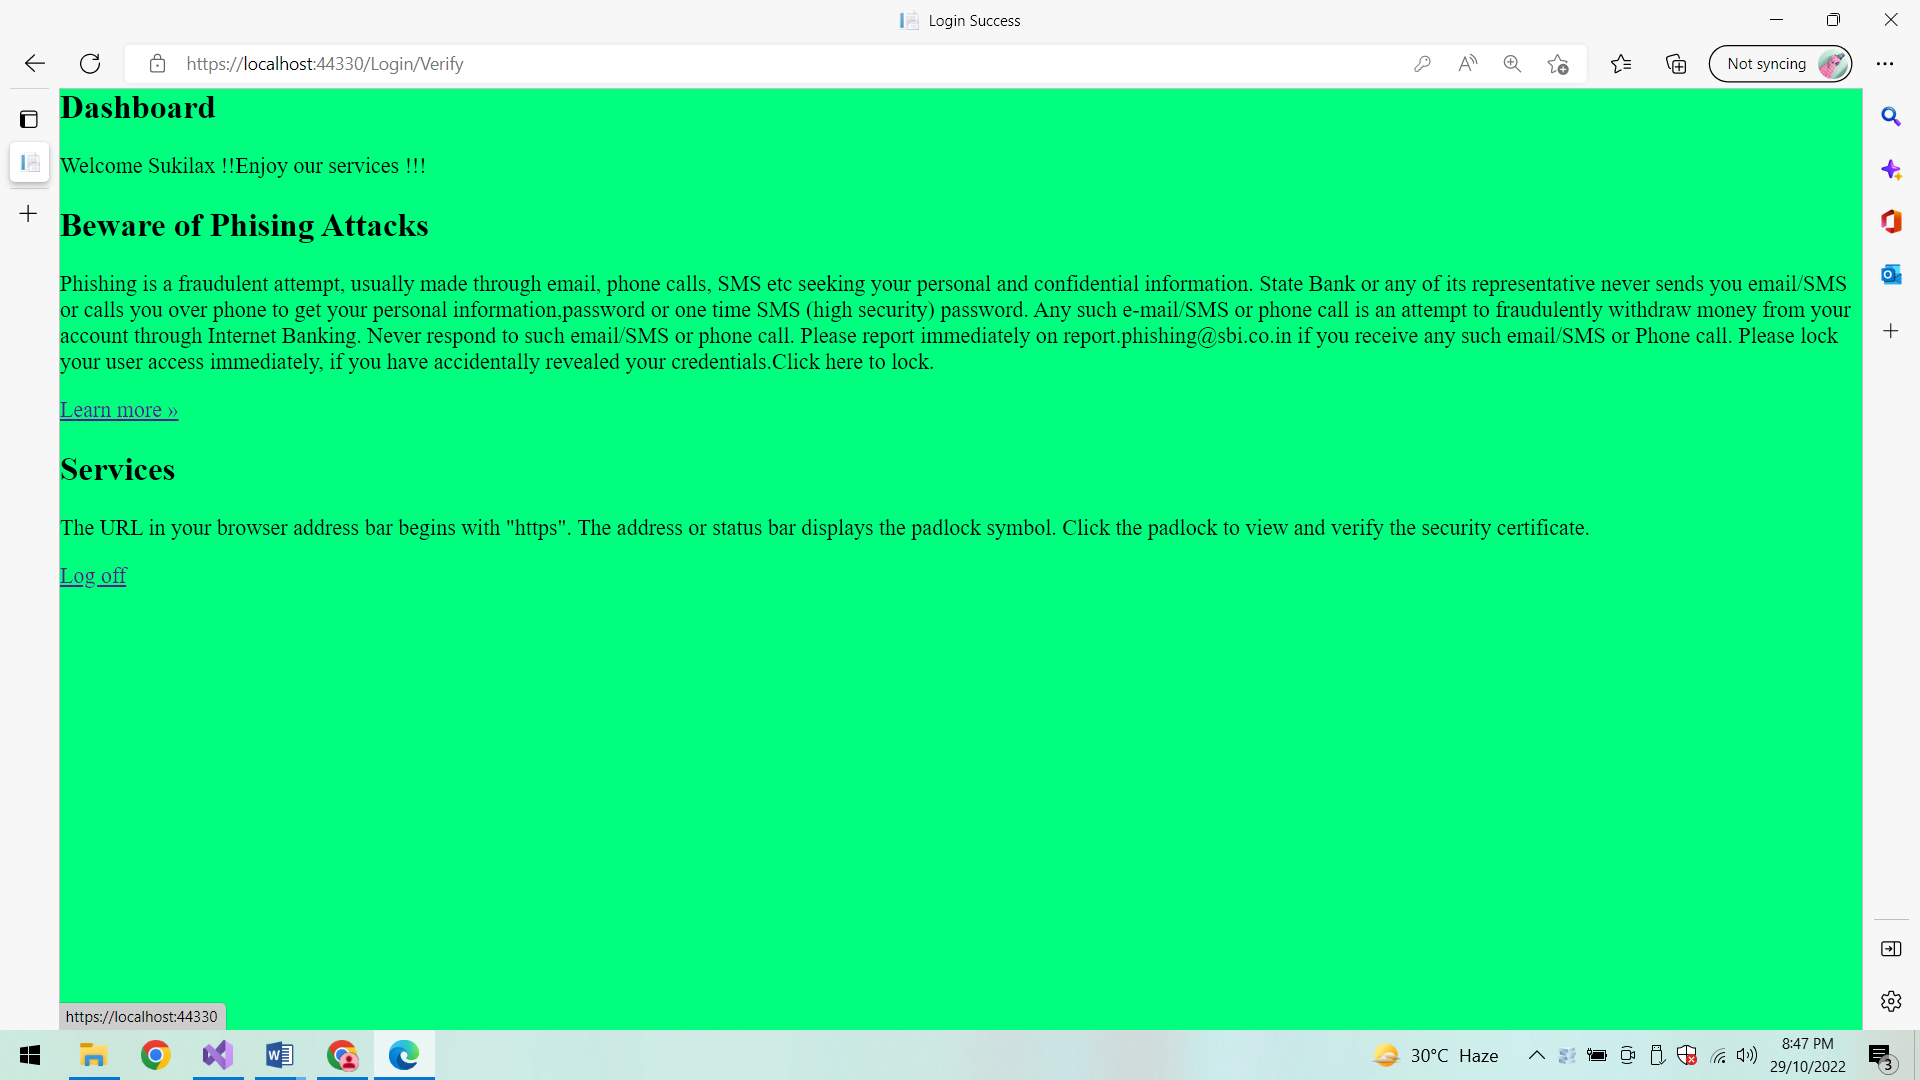 Login Success
https://localhost:44330/Login/Verify
Not syncing
Dashboard
Welcome Sukilax !!Enjoy our services !!!
Beware of Phising Attacks
Phishing is a fraudulent attempt, usually made through email, phone calls, SMS etc seeking your personal and confidential information. State Bank or any of its representative never sends you email/SMS
or calls you over phone to get your personal information,password or one time SMS (high security) password. Any such e-mail/SMS or phone call is an attempt to fraudulently withdraw money from your
account through Internet Banking. Never respond to such email/SMS or phone call. Please report immediately on report.phishing@sbi.co.in if you receive any such email/SMS or Phone call. Please lock
your user access immediately, if you have accidentally revealed your credentials.Click here to lock.
Learn more »
Services
The URL in your browser address bar begins with "https". The address or status bar displays the padlock symbol. Click the padlock to view and verify the security certificate.
Log off
https://localhost:44330
30°C Haze
8:47 PM
29/10/2022
3